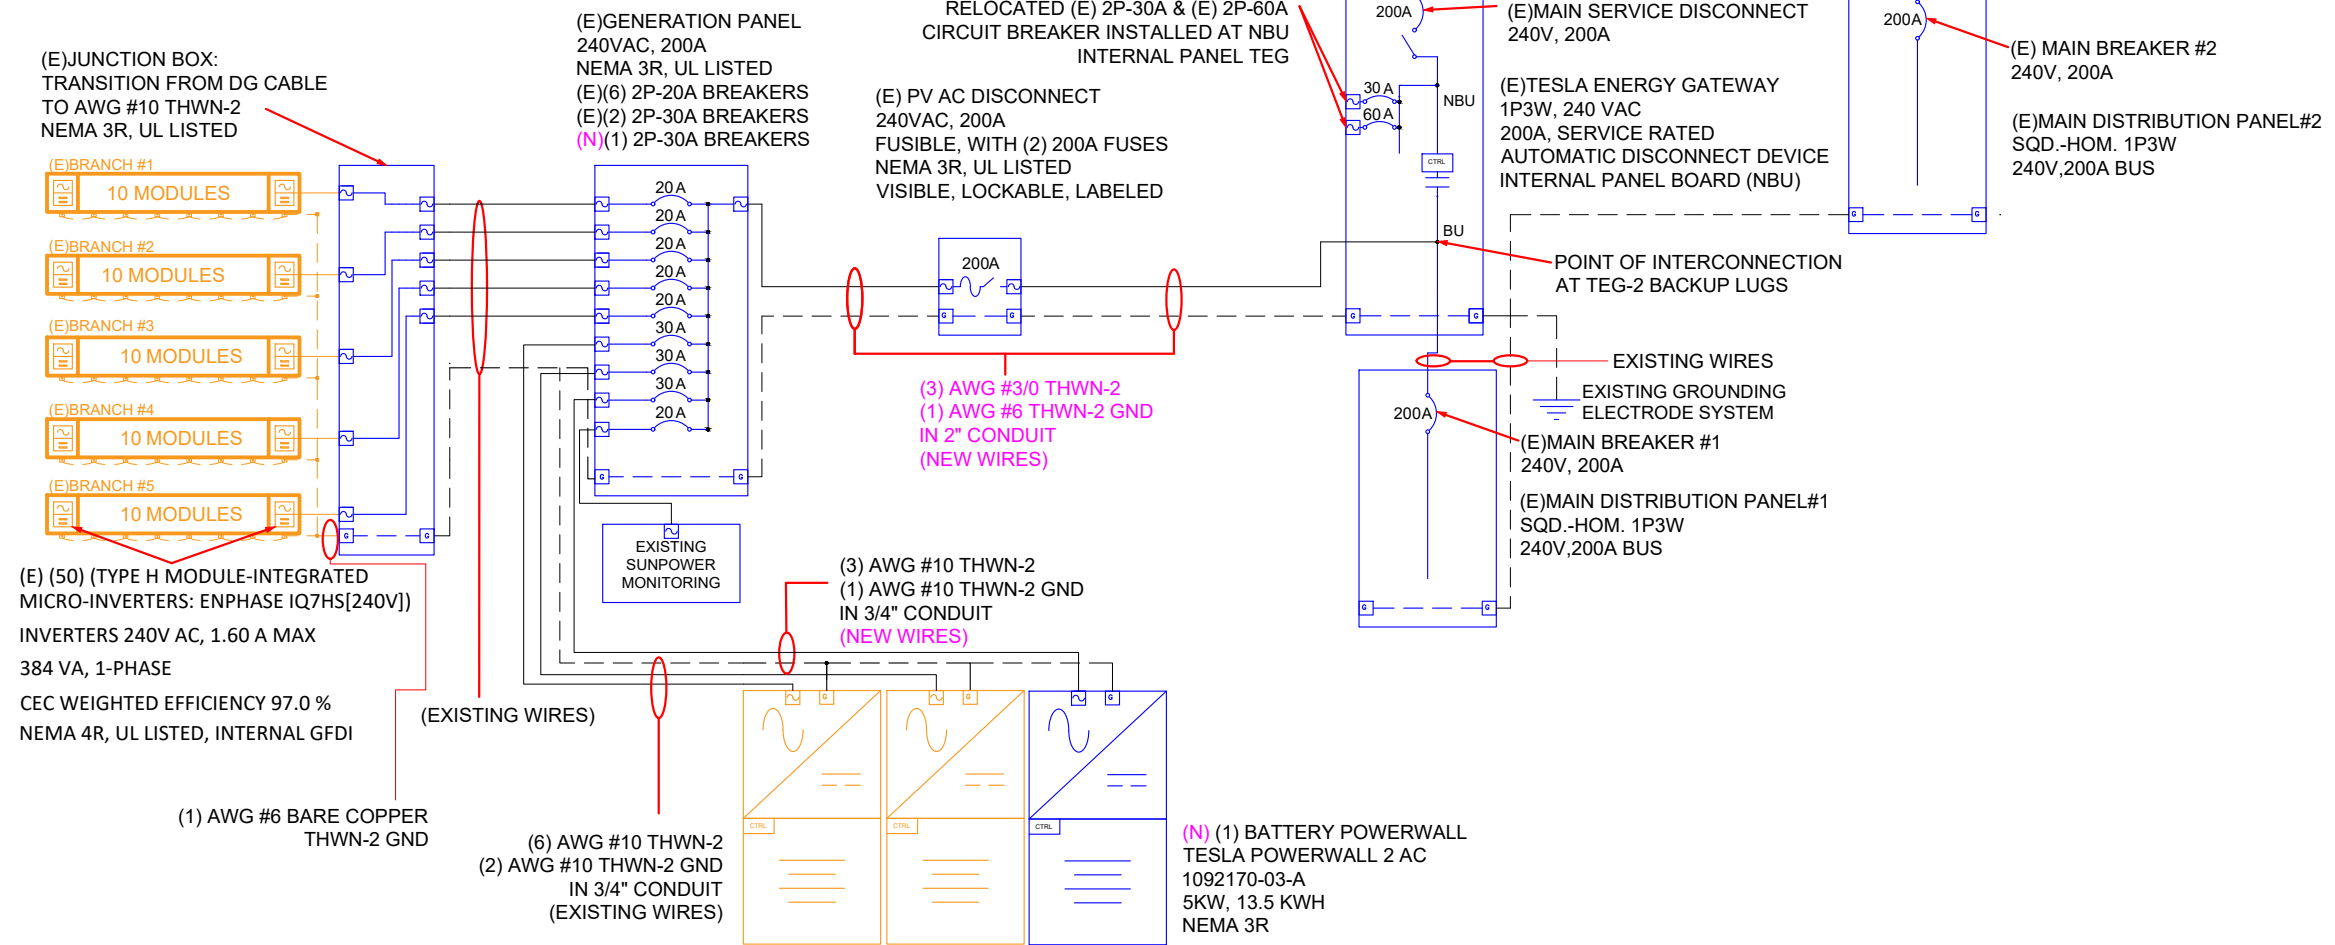 (E)JUNCTION BOX:
TRANSITION FROM DG CABLE
TO AWG #10 THWN-2
NEMA 3R, UL LISTED
(E)GENERATION PANEL
240VAC, 200A
NEMA 3R, UL LISTED
(E)(6) 2P-20A BREAKERS
(E)(2) 2P-30A BREAKERS
(N)(1) 2P-30A BREAKERS
RELOCATED (E) 2P-30A & (E) 2P-60A
CIRCUIT BREAKER INSTALLED AT NBU
INTERNAL PANEL TEG
(E) PV AC DISCONNECT
240VAC, 200A
FUSIBLE, WITH (2) 200A FUSES
NEMA 3R, UL LISTED
VISIBLE, LOCKABLE, LABELED
200A
30 A
60 A
NBU
CTRL
BU
G
G
(E)MAIN SERVICE DISCONNECT
240V, 200A
(E)TESLA ENERGY GATEWAY
1P3W, 240 VAC
200A, SERVICE RATED
AUTOMATIC DISCONNECT DEVICE
INTERNAL PANEL BOARD (NBU)
200A
G
G
(E) MAIN BREAKER #2
240V, 200A
(E)MAIN DISTRIBUTION PANEL#2
SQD.-HOM. 1P3W
240V,200A BUS
POINT OF INTERCONNECTION
AT TEG-2 BACKUP LUGS
EXISTING WIRES
EXISTING GROUNDING
ELECTRODE SYSTEM
200A
G
G
(E)MAIN BREAKER #1
240V, 200A
(E)MAIN DISTRIBUTION PANEL#1
SQD.-HOM. 1P3W
240V,200A BUS
(E)BRANCH #1
10 MODULES
(E)BRANCH #2
10 MODULES
(E)BRANCH #3
10 MODULES
(E)BRANCH #4
10 MODULES
(E)BRANCH #5
10 MODULES
G
G
20 A
20 A
20 A
20 A
20 A
30 A
30 A
30 A
20 A
G
G
200A
G
G
(3) AWG #3/0 THWN-2
(1) AWG #6 THWN-2 GND
IN 2" CONDUIT
(NEW WIRES)
EXISTING
SUNPOWER
MONITORING
(3) AWG #10 THWN-2
(1) AWG #10 THWN-2 GND
IN 3/4" CONDUIT
(NEW WIRES)
(E) (50) (TYPE H MODULE-INTEGRATED
MICRO-INVERTERS: ENPHASE IQ7HS[240V])
INVERTERS 240V AC, 1.60 A MAX
384 VA, 1-PHASE
CEC WEIGHTED EFFICIENCY 97.0 %
NEMA 4R, UL LISTED, INTERNAL GFDI
(EXISTING WIRES)
(1) AWG #6 BARE COPPER
THWN-2 GND
(6) AWG #10 THWN-2
(2) AWG #10 THWN-2 GND
IN 3/4" CONDUIT
(EXISTING WIRES)
G
G
G
CTRL
CTRL
CTRL
(N) (1) BATTERY POWERWALL
TESLA POWERWALL 2 AC
1092170-03-A
5KW, 13.5 KWH
NEMA 3R